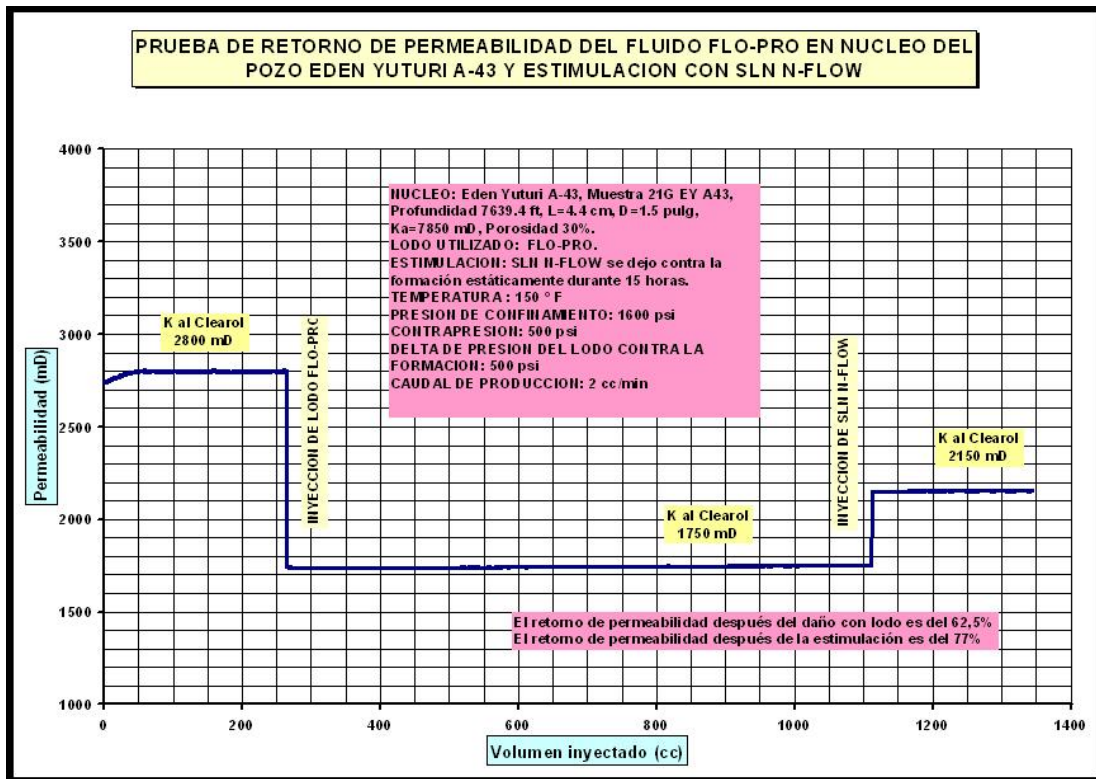 PRUEBA DE RETORNO DE PERMEABILIDAD DEL FLUIDO FLO-PRO EN NUCLEO DEL
POZO EDEN YUTURI A-43 Y ESTIMULACION CON SLN N-FLOW
4000
3500
3000
2500
2000
1500
1000
Permeabilidad (mD)
NUCLEO: Eden Yuturi A-43, Muestra 21G EY A43,
Profundidad 7639.4 ft, L=4.4 cm, D=1.5 pulg,
Ka=7850 mD, Porosidad 30%.
LODO UTILIZADO: FLO-PRO.
ESTIMULACION: SLN N-FLOW se dejo contra la
formación estáticamente durante 15 horas.
TEMPERATURA : 150 ° F
PRESION DE CONFINAMIENTO: 1600 psi
CONTRAPRESION: 500 psi
DELTA DE PRESION DEL LODO CONTRA LA
FORMACION: 500 psi
CAUDAL DE PRODUCCION: 2 cc/min
K al Clearol
2800 mD
INYECCION DE LODO FLO-PRO
K al Clearol
1750 mD
INYECCION DE SLN N-FLOW
K al Clearol
2150 mD
El retorno de permeabilidad después del daño con lodo es del 62,5%
El retorno de permeabilidad después de la estimulación es del 77%
0 200 400 600 800 1000 1200 1400
Volumen inyectado (cc)